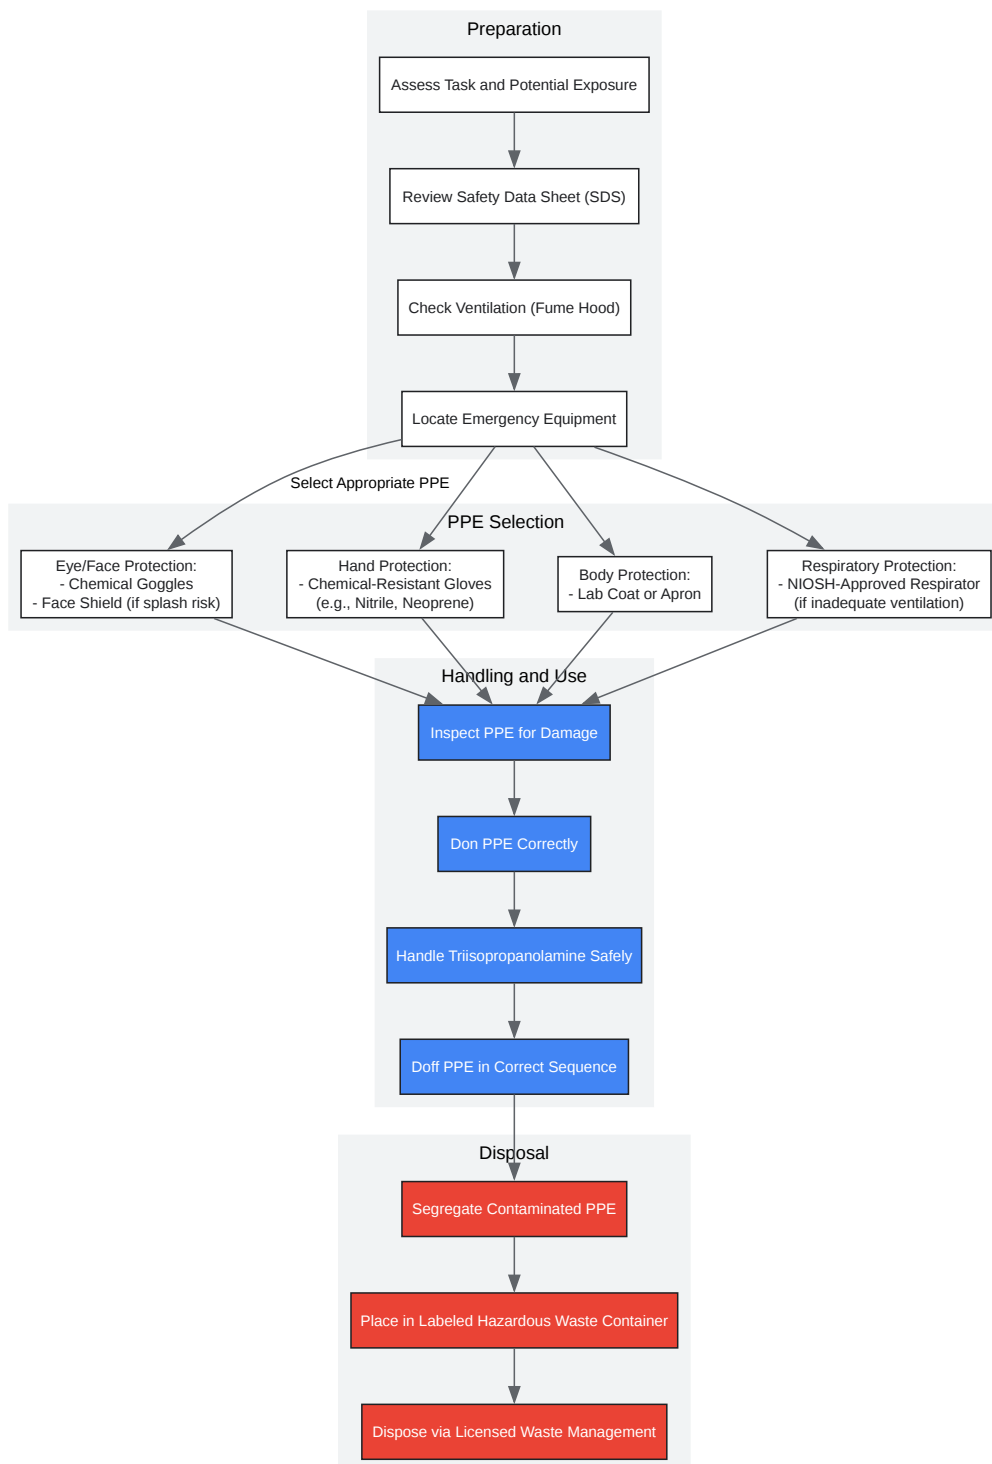 Preparation
Assess Task and Potential Exposure
Review Safety Data Sheet (SDS)
Check Ventilation (Fume Hood)
Locate Emergency Equipment
Select Appropriate PPE
PPE Selection
Eye/Face Protection:
- Chemical Goggles
- Face Shield (if splash risk)
Hand Protection:
- Chemical-Resistant Gloves
(e.g., Nitrile, Neoprene)
Body Protection:
- Lab Coat or Apron
Respiratory Protection:
- NIOSH-Approved Respirator
(if inadequate ventilation)
Handling and Use
Inspect PPE for Damage
Don PPE Correctly
Handle Triisopropanolamine Safely
Doff PPE in Correct Sequence
Disposal
Segregate Contaminated PPE
Place in Labeled Hazardous Waste Container
Dispose via Licensed Waste Management